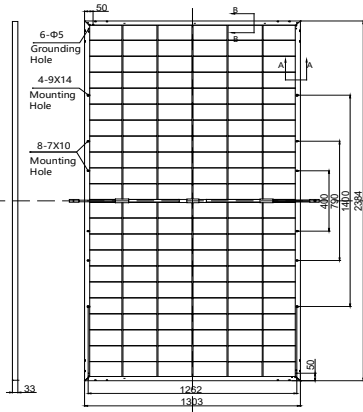 50
B
6-Φ5
Grounding
Hole
B
A
A
4-9X14
Mounting
Hole
8-7X10
Mounting
Hole
400
790
1400
2384
50
33
1262
1303